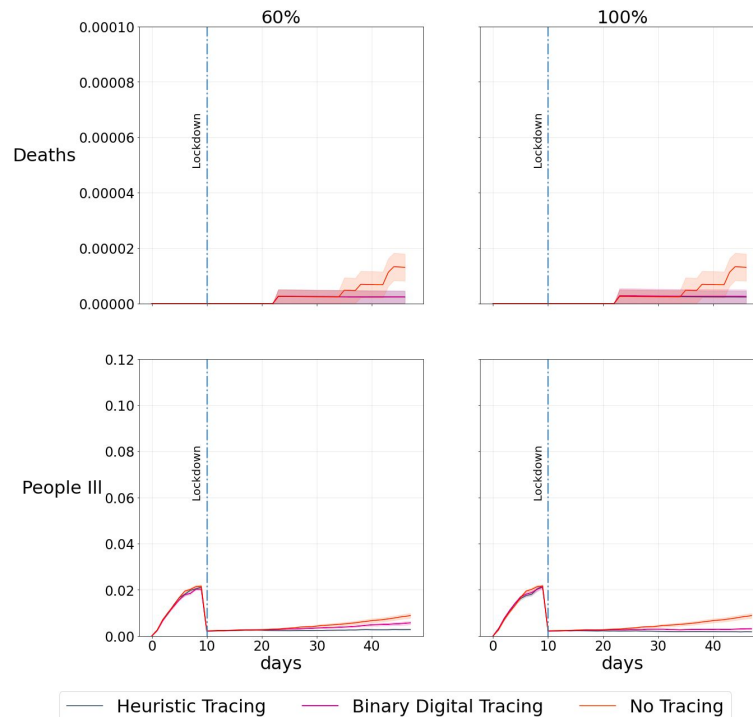 60% 100%
0.00010
0.00008
0.00006
0.00004
0.00002
0.00000
Deaths
Lockdown
Lockdown
0.12
0.10
0.08
0.06
0.04
0.02
0.00
People Ill
Lockdown
Lockdown
0 10 20 30 40
0 10 20 30 40
days days
Heuristic Tracing Binary Digital Tracing No Tracing